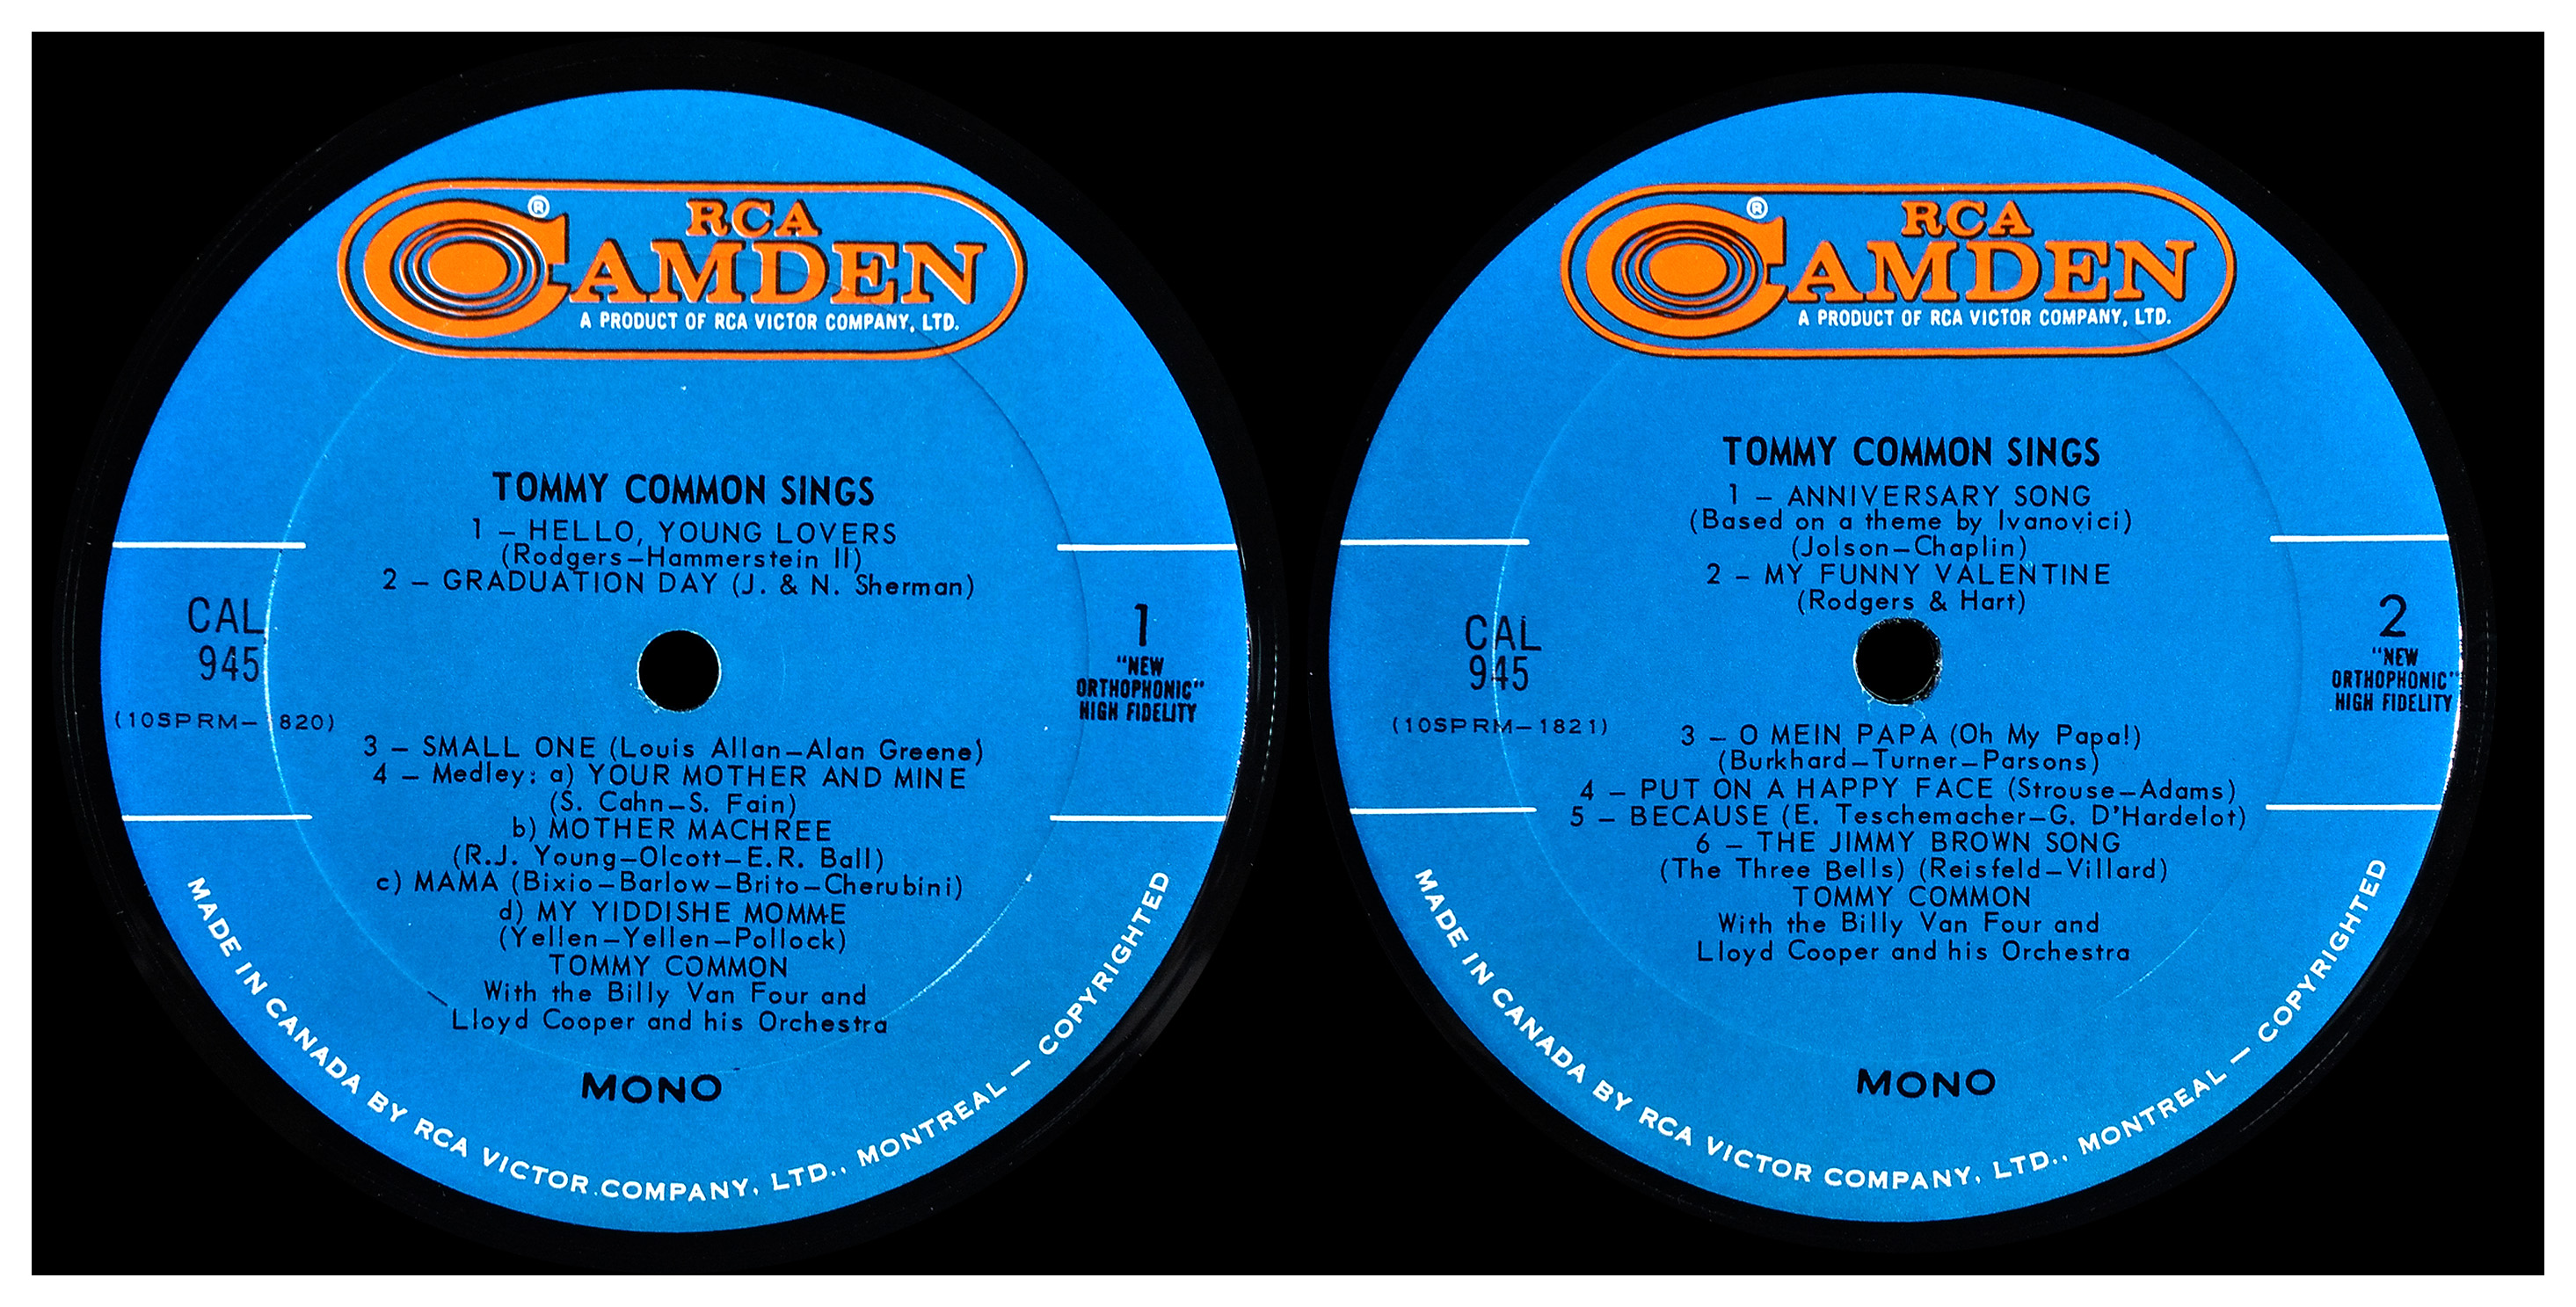 RCA
CAMDEN ®
A PRODUCT OF RCA VICTOR COMPANY, LTD.
TOMMY COMMON SINGS
1 – HELLO, YOUNG LOVERS
(Rodgers–Hammerstein II)
2 – GRADUATION DAY (J. & N. Sherman)
CAL
945
(10SPRM– 820)
1
"NEW
ORTHOPHONIC"
HIGH FIDELITY
3 – SMALL ONE (Louis Allan–Alan Greene)
4 – Medley: a) YOUR MOTHER AND MINE
(S. Cahn–S. Fain)
b) MOTHER MACHREE
(R.J. Young–Olcott–E.R. Ball)
c) MAMA (Bixio–Barlow–Brito–Cherubini)
d) MY YIDDISHE MOMME
(Yellen–Yellen–Pollock)
TOMMY COMMON
With the Billy Van Four and
Lloyd Cooper and his Orchestra
MONO
MADE IN CANADA BY RCA VICTOR COMPANY, LTD., MONTREAL – COPYRIGHTED
RCA
CAMDEN ®
A PRODUCT OF RCA VICTOR COMPANY, LTD.
TOMMY COMMON SINGS
1 – ANNIVERSARY SONG
(Based on a theme by Ivanovici)
(Jolson–Chaplin)
2 – MY FUNNY VALENTINE
(Rodgers & Hart)
CAL
945
(10SPRM–1821)
2
"NEW
ORTHOPHONIC"
HIGH FIDELITY
3 – O MEIN PAPA (Oh My Papa!)
(Burkhard–Turner–Parsons)
4 – PUT ON A HAPPY FACE (Strouse–Adams)
5 – BECAUSE (E. Teschemacher–G. D'Hardelot)
6 – THE JIMMY BROWN SONG
(The Three Bells) (Reisfeld–Villard)
TOMMY COMMON
With the Billy Van Four and
Lloyd Cooper and his Orchestra
MONO
MADE IN CANADA BY RCA VICTOR COMPANY, LTD., MONTREAL – COPYRIGHTED